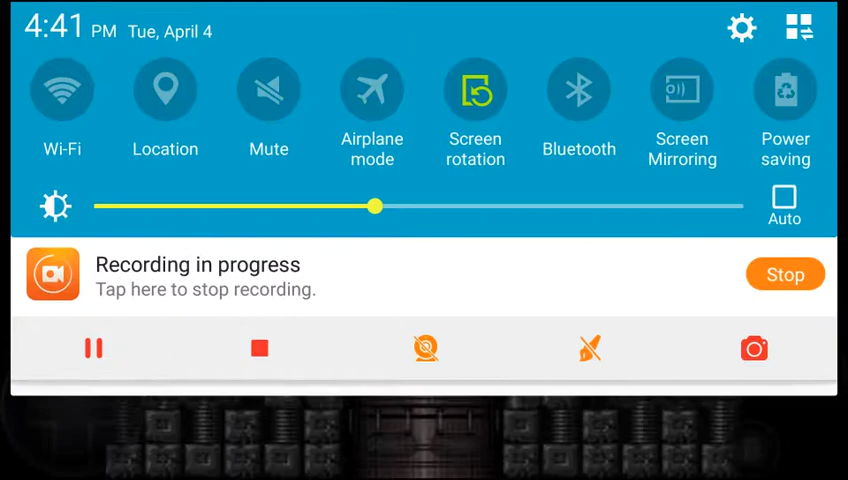 4:41 PM Tue, April 4
Wi-Fi
Location
Mute
Airplane
mode
Screen
rotation
Bluetooth
Screen
Mirroring
Power
saving
Auto
Recording in progress
Tap here to stop recording.
Stop